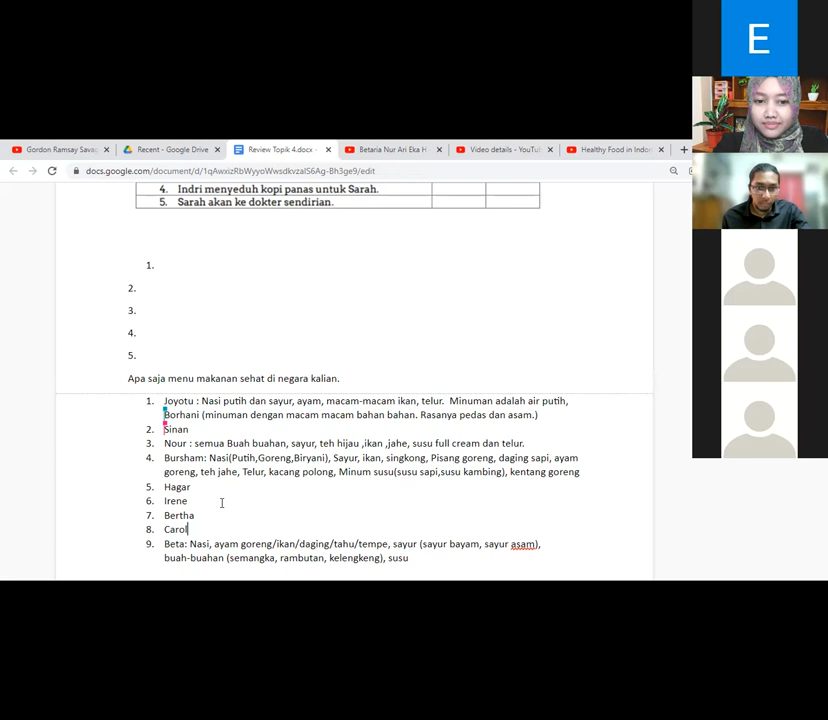 E
Gordon Ramsay Sava
Recent - Google Drive
Review Topik 4.docx -
Betaria Nur Ari Eka H
Video details - YouTu
Healthy Food in Indor
docs.google.com/document/d/1qAwxizRbWyyoWwsdkvzalS6Ag-Bh3ge9/edit
4. Indri menyeduh kopi panas untuk Sarah.
5. Sarah akan ke dokter sendirian.
1.
2.
3.
4.
5.
Apa saja menu makanan sehat di negara kalian.
1. Joyotu : Nasi putih dan sayur, ayam, macam-macam ikan, telur. Minuman adalah air putih,
Borhani (minuman dengan macam macam bahan bahan. Rasanya pedas dan asam.)
2. Sinan
3. Nour : semua Buah buahan, sayur, teh hijau ,ikan ,jahe, susu full cream dan telur.
4. Bursham: Nasi(Putih,Goreng,Biryani), Sayur, ikan, singkong, Pisang goreng, daging sapi, ayam
goreng, teh jahe, Telur, kacang polong, Minum susu(susu sapi,susu kambing), kentang goreng
5. Hagar
6. Irene
7. Bertha
8. Carol
9. Beta: Nasi, ayam goreng/ikan/daging/tahu/tempe, sayur (sayur bayam, sayur asam),
buah-buahan (semangka, rambutan, kelengkeng), susu